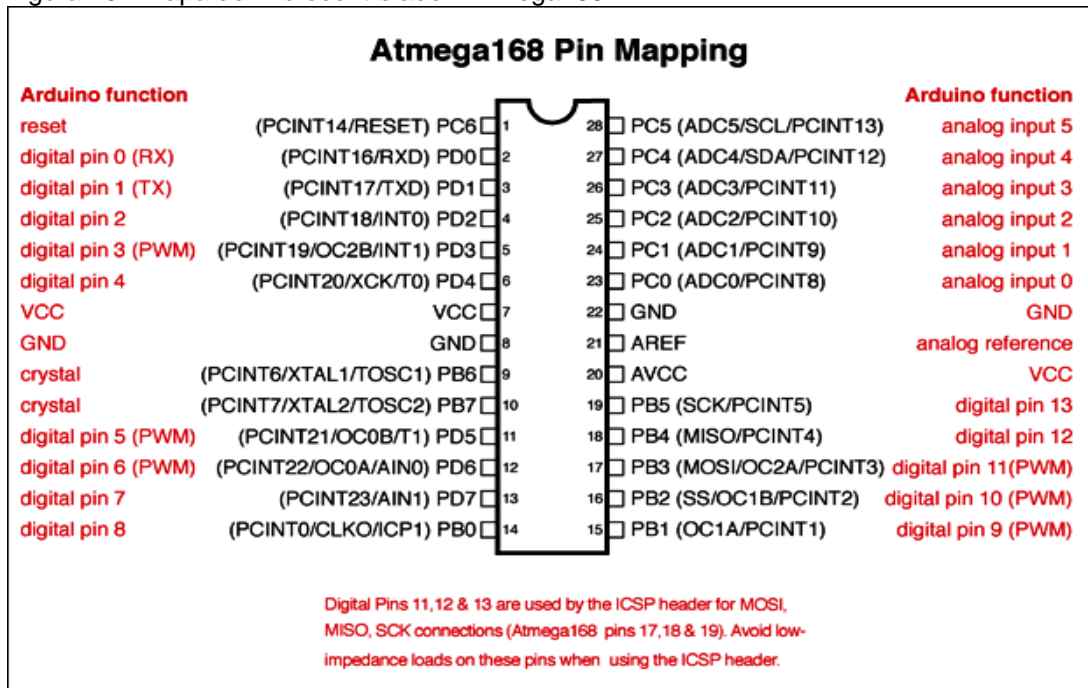 Atmega168 Pin Mapping
Arduino function Arduino function
reset (PCINT14/RESET) PC6 1 28 PC5 (ADC5/SCL/PCINT13) analog input 5
digital pin 0 (RX) (PCINT16/RXD) PD0 2 27 PC4 (ADC4/SDA/PCINT12) analog input 4
digital pin 1 (TX) (PCINT17/TXD) PD1 3 26 PC3 (ADC3/PCINT11) analog input 3
digital pin 2 (PCINT18/INT0) PD2 4 25 PC2 (ADC2/PCINT10) analog input 2
digital pin 3 (PWM) (PCINT19/OC2B/INT1) PD3 5 24 PC1 (ADC1/PCINT9) analog input 1
digital pin 4 (PCINT20/XCK/T0) PD4 6 23 PC0 (ADC0/PCINT8) analog input 0
VCC VCC 7 22 GND GND
GND GND 8 21 AREF analog reference
crystal (PCINT6/XTAL1/TOSC1) PB6 9 20 AVCC VCC
crystal (PCINT7/XTAL2/TOSC2) PB7 10 19 PB5 (SCK/PCINT5) digital pin 13
digital pin 5 (PWM) (PCINT21/OC0B/T1) PD5 11 18 PB4 (MISO/PCINT4) digital pin 12
digital pin 6 (PWM) (PCINT22/OC0A/AIN0) PD6 12 17 PB3 (MOSI/OC2A/PCINT3) digital pin 11(PWM)
digital pin 7 (PCINT23/AIN1) PD7 13 16 PB2 (SS/OC1B/PCINT2) digital pin 10 (PWM)
digital pin 8 (PCINT0/CLKO/ICP1) PB0 14 15 PB1 (OC1A/PCINT1) digital pin 9 (PWM)
Digital Pins 11,12 & 13 are used by the ICSP header for MOSI,
MISO, SCK connections (Atmega168 pins 17,18 & 19). Avoid low-
impedance loads on these pins when using the ICSP header.